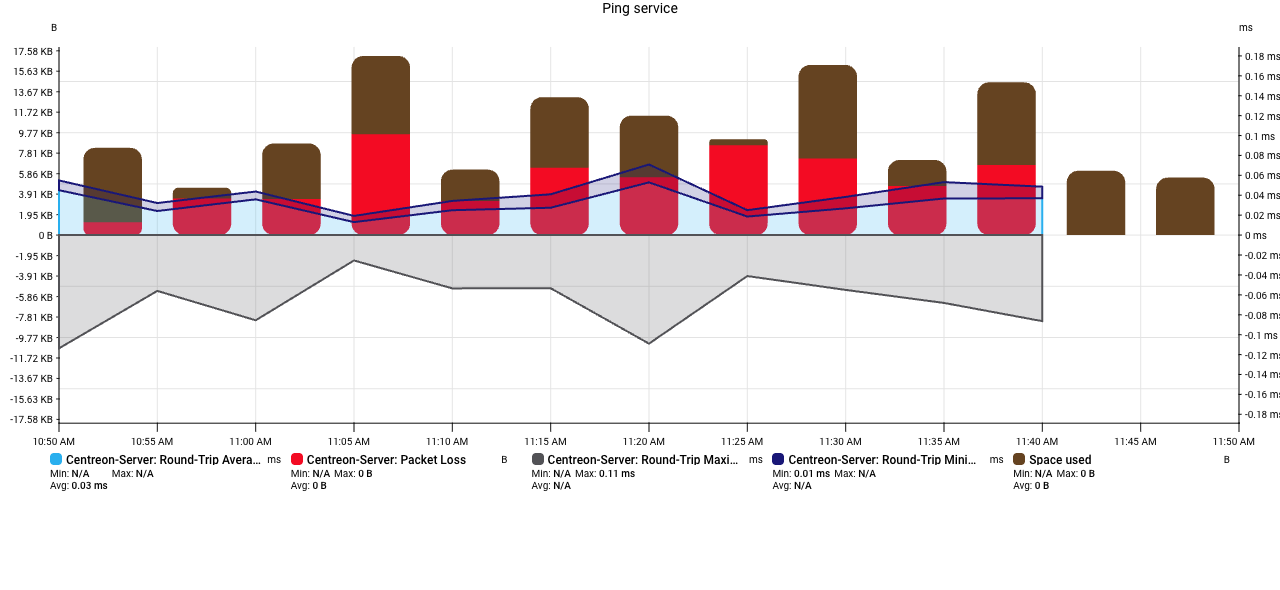 Ping service
B
ms
17.58 KB
15.63 KB
13.67 KB
11.72 KB
9.77 KB
7.81 KB
5.86 KB
3.91 KB
1.95 KB
0 B
-1.95 KB
-3.91 KB
-5.86 KB
-7.81 KB
-9.77 KB
-11.72 KB
-13.67 KB
-15.63 KB
-17.58 KB
0.18 ms
0.16 ms
0.14 ms
0.12 ms
0.1 ms
0.08 ms
0.06 ms
0.04 ms
0.02 ms
0 ms
-0.02 ms
-0.04 ms
-0.06 ms
-0.08 ms
-0.1 ms
-0.12 ms
-0.14 ms
-0.16 ms
-0.18 ms
10:50 AM 10:55 AM 11:00 AM 11:05 AM 11:10 AM 11:15 AM 11:20 AM 11:25 AM 11:30 AM 11:35 AM 11:40 AM 11:45 AM 11:50 AM
Centreon-Server: Round-Trip Avera... ms
Min: N/A Max: N/A
Avg: 0.03 ms
Centreon-Server: Packet Loss B
Min: N/A Max: 0 B
Avg: 0 B
Centreon-Server: Round-Trip Maxi... ms
Min: N/A Max: 0.11 ms
Avg: N/A
Centreon-Server: Round-Trip Mini... ms
Min: 0.01 ms Max: N/A
Avg: N/A
Space used B
Min: N/A Max: 0 B
Avg: 0 B